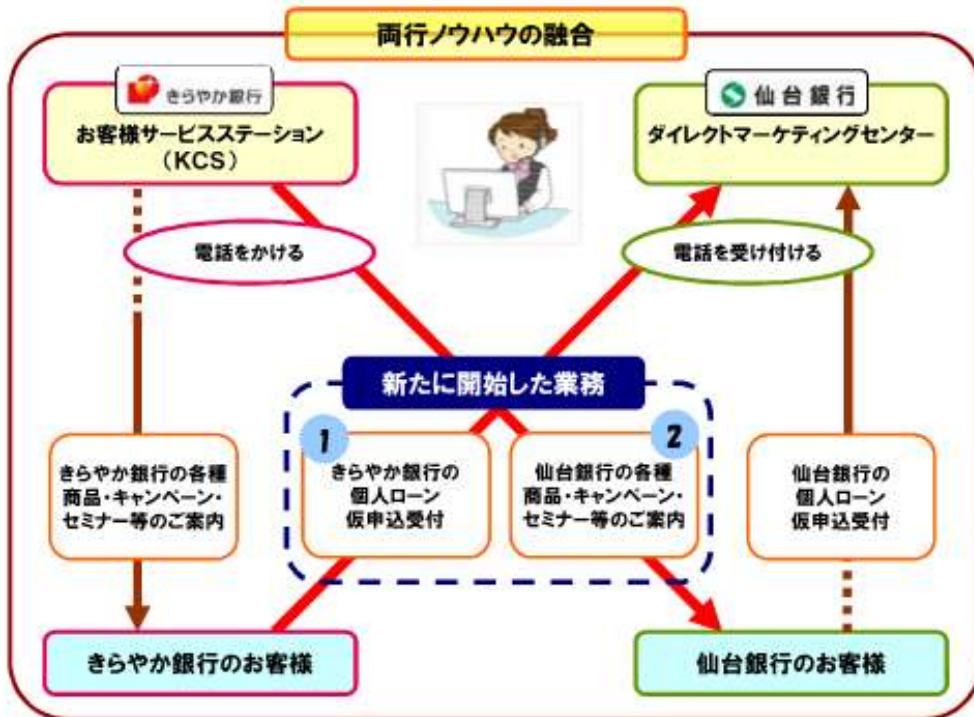 両行ノウハウの融合
きらやか銀行
お客様サービスステーション
（KCS）
仙台銀行
ダイレクトマーケティングセンター
電話をかける
電話を受け付ける
新たに開始した業務
きらやか銀行の各種
商品・キャンペーン・
セミナー等のご案内
1
きらやか銀行の
個人ローン
仮申込受付
2
仙台銀行の各種
商品・キャンペーン・
セミナー等のご案内
仙台銀行の
個人ローン
仮申込受付
きらやか銀行のお客様
仙台銀行のお客様